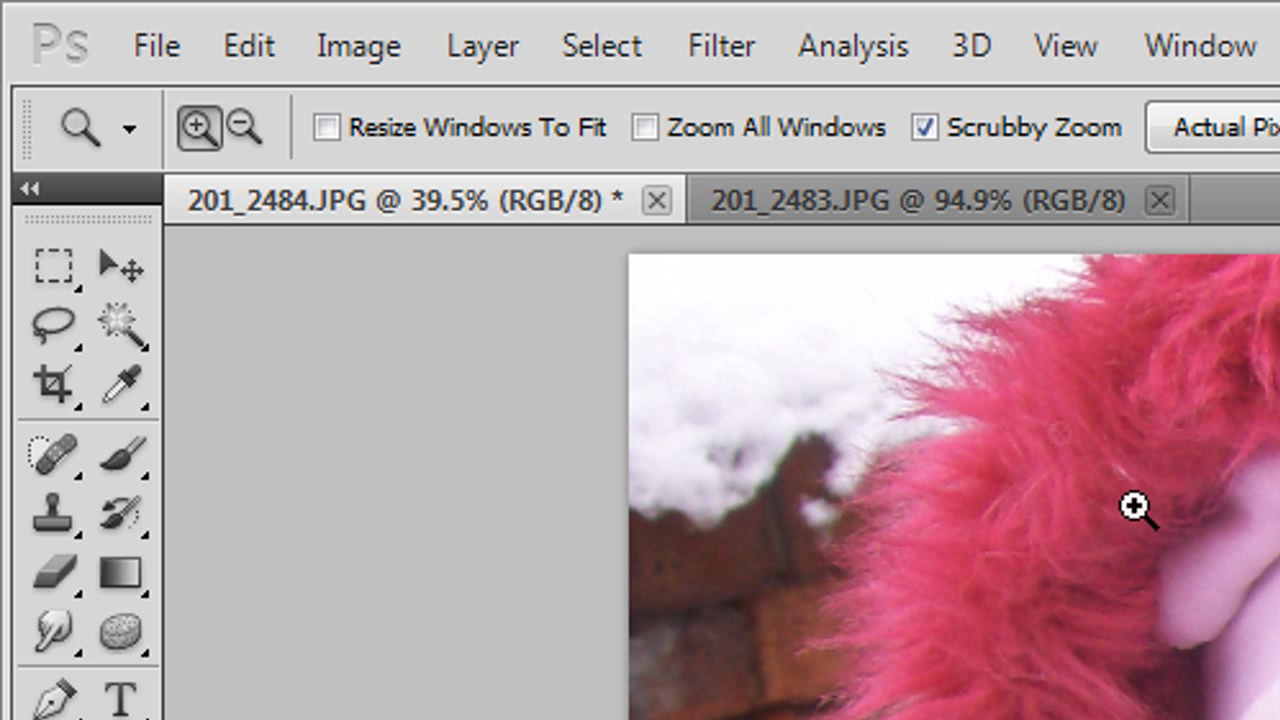 Ps File Edit Image Layer Select Filter Analysis 3D View Window
Resize Windows To Fit Zoom All Windows Scrubby Zoom Actual
201_2484.JPG @ 39.5% (RGB/8) * 201_2483.JPG @ 94.9% (RGB/8)
T